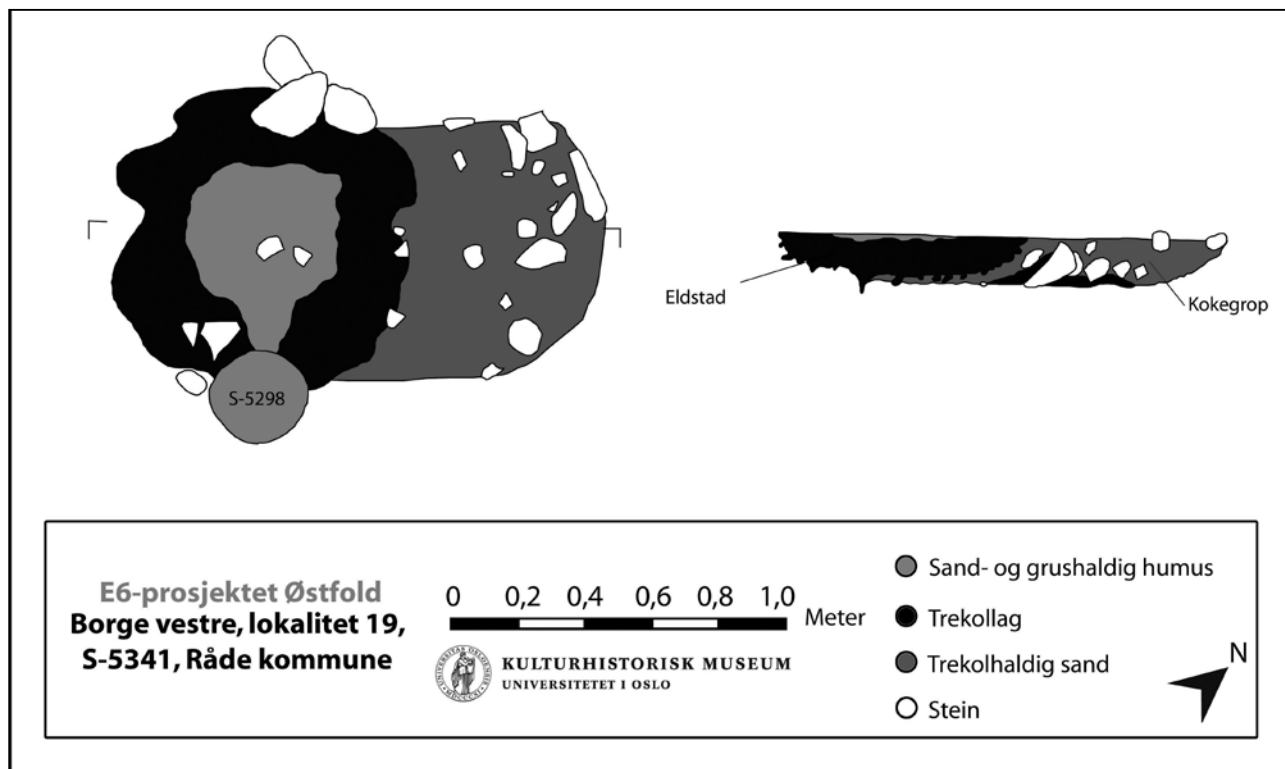 S-5298
Eldstad
Kokegrop
E6-prosjektet Østfold
Borge vestre, lokalitet 19,
S-5341, Råde kommune
0 0,2 0,4 0,6 0,8 1,0
Meter
KULTURHISTORISK MUSEUM
UNIVERSITETET I OSLO
Sand- og grushaldig humus
Trekollag
Trekolhaldig sand
Stein
N